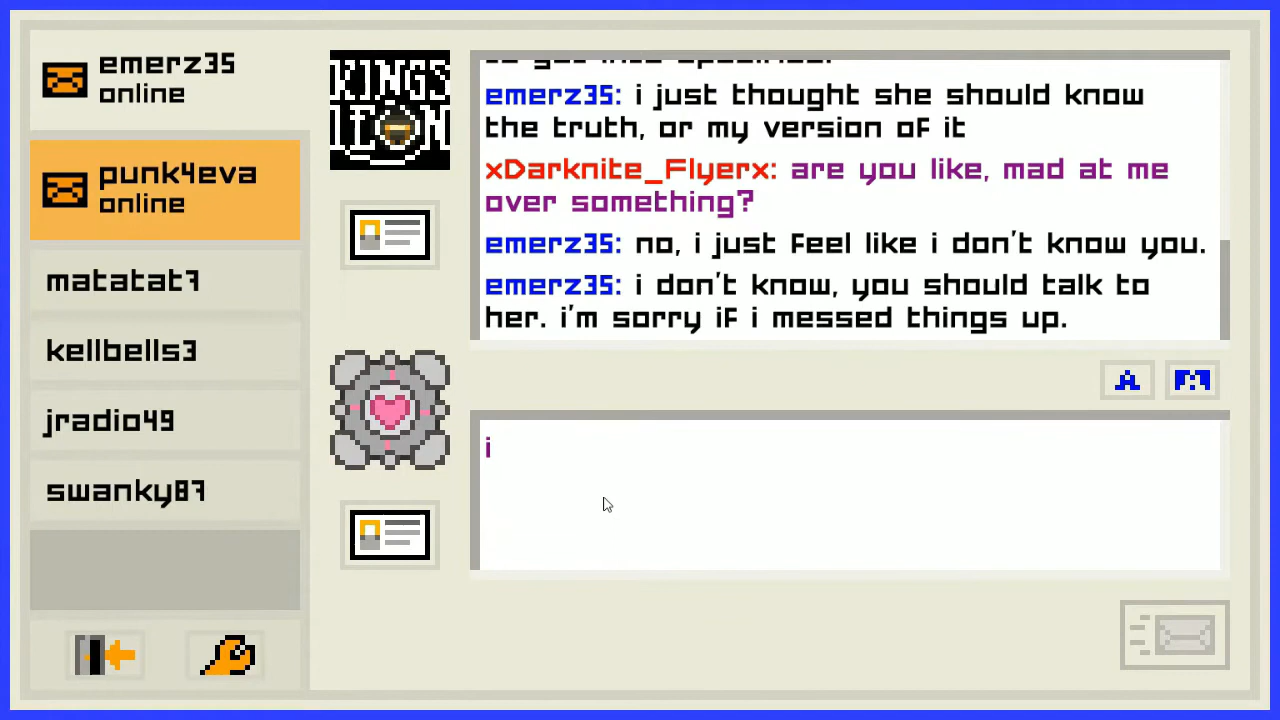 emerz35
online
punk4eva
online
matatat7
kellbells3
jradio49
swanky87
KINGS
emerz35: i just thought she should know
the truth, or my version of it
xDarknite_Flyerx: are you like, mad at me
over something?
emerz35: no, i just feel like i don't know you.
emerz35: i don't know, you should talk to
her. i'm sorry if i messed things up.
A
i